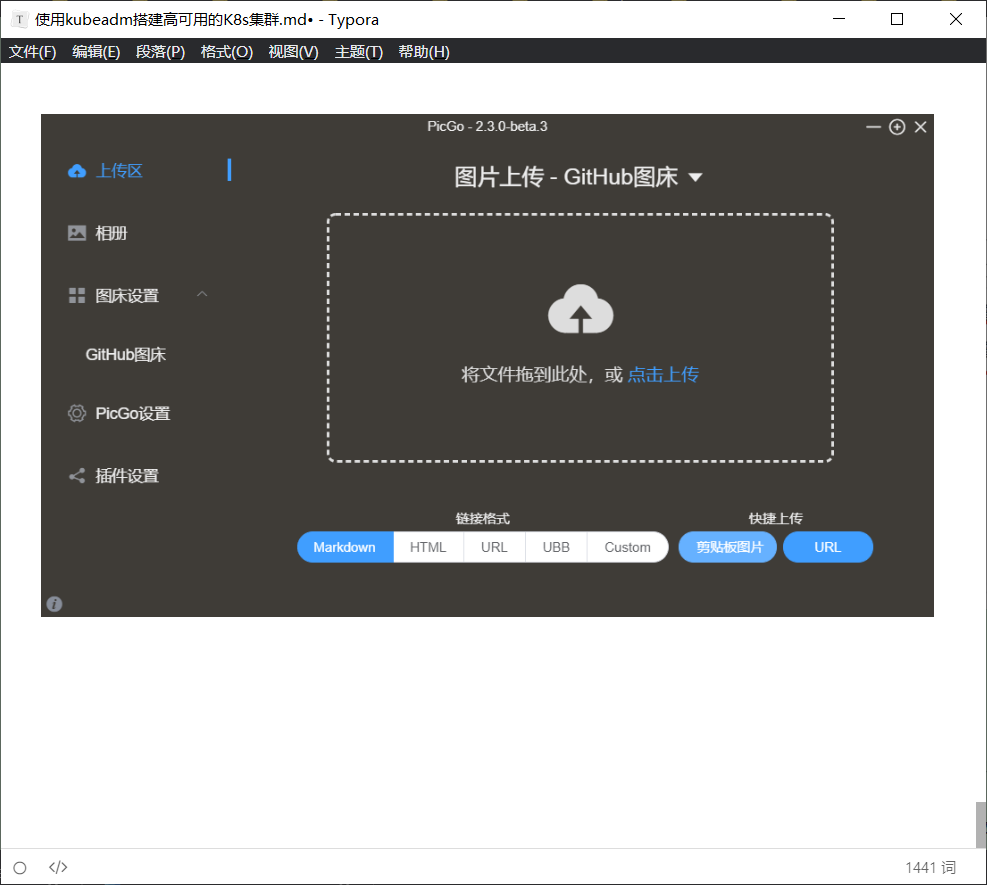 使用kubeadm搭建高可用的K8s集群.md• - Typora
文件(F) 编辑(E) 段落(P) 格式(O) 视图(V) 主题(T) 帮助(H)
PicGo - 2.3.0-beta.3
上传区
图片上传 - GitHub图床
相册
图床设置
GitHub图床
将文件拖到此处，或 点击上传
PicGo设置
插件设置
链接格式 快捷上传
Markdown HTML URL UBB Custom 剪贴板图片 URL
1441 词